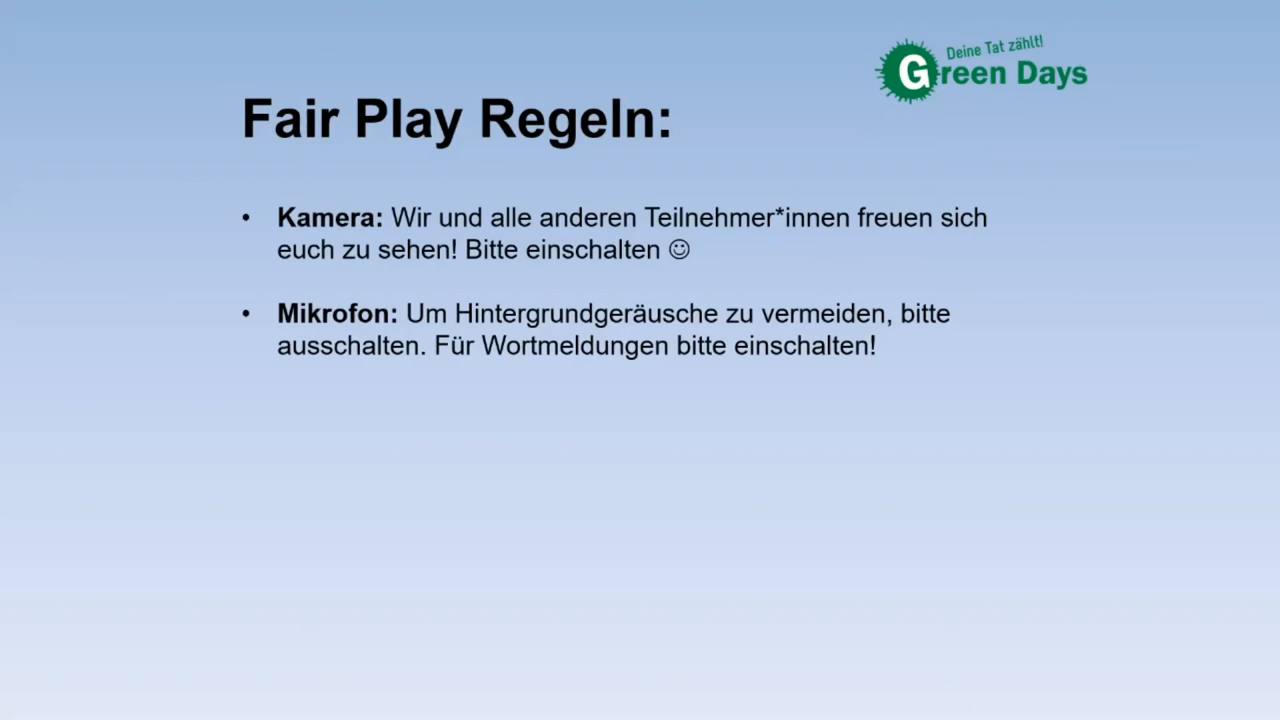 Deine Tat zählt!
Green Days
Fair Play Regeln:
• Kamera: Wir und alle anderen Teilnehmer*innen freuen sich
euch zu sehen! Bitte einschalten ☺
• Mikrofon: Um Hintergrundgeräusche zu vermeiden, bitte
ausschalten. Für Wortmeldungen bitte einschalten!